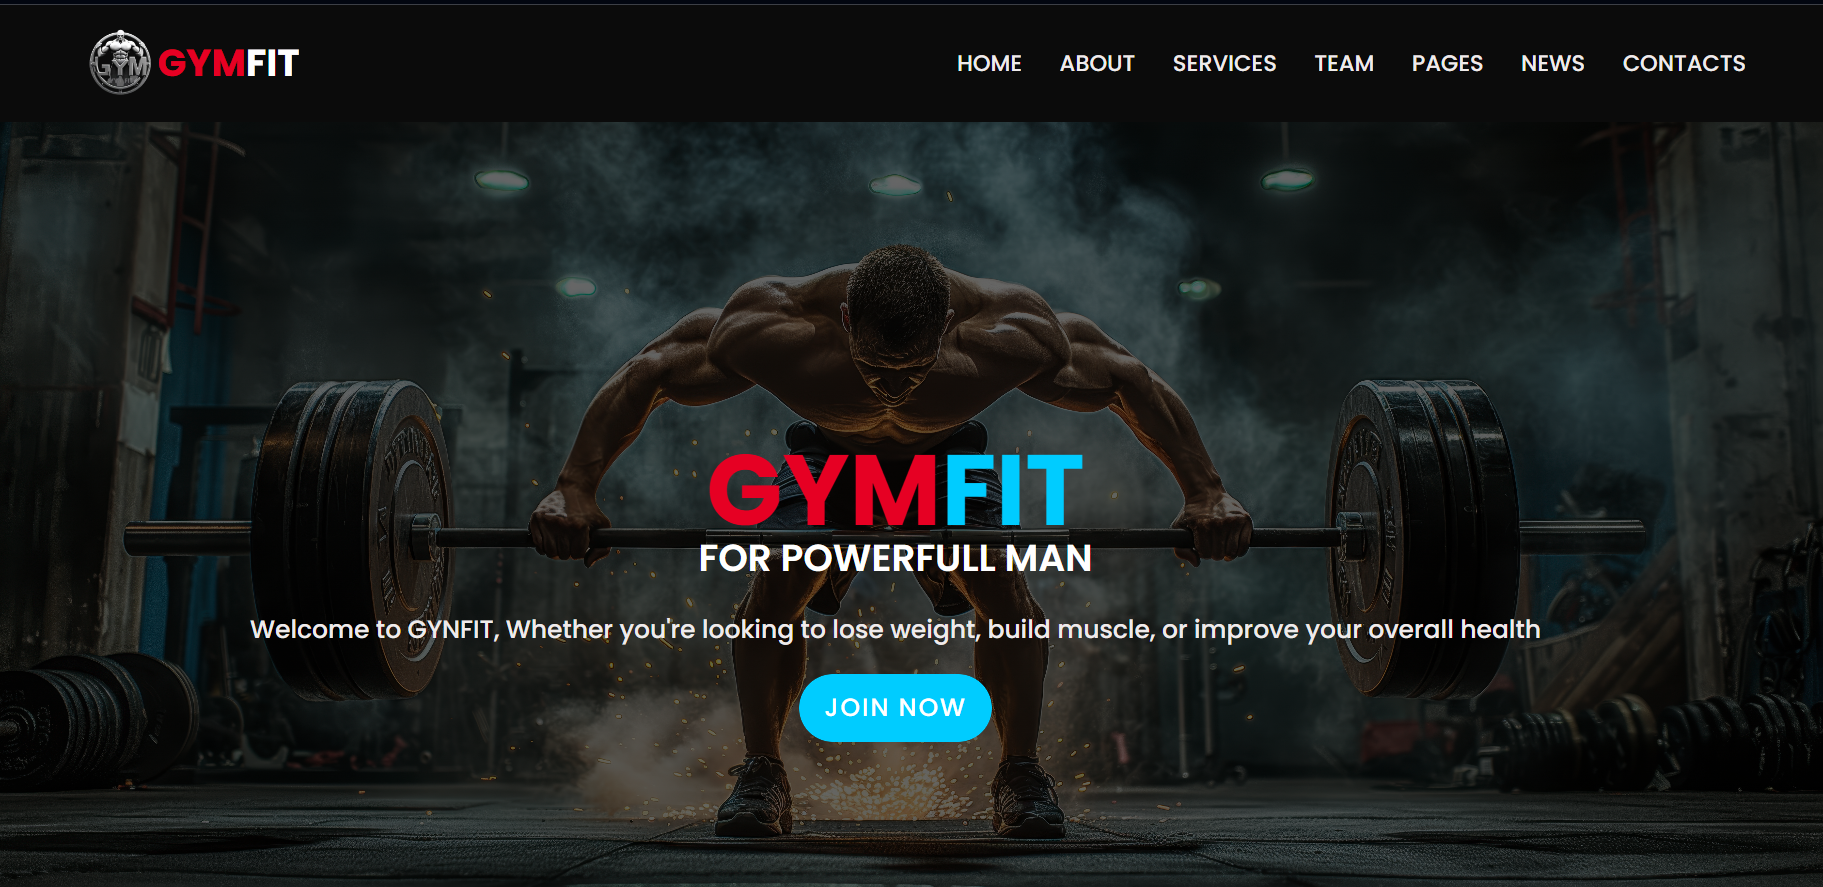 GYM
GYMFIT
HOME ABOUT SERVICES TEAM PAGES NEWS CONTACTS
GYMFIT
FOR POWERFULL MAN
Welcome to GYNFIT, Whether you're looking to lose weight, build muscle, or improve your overall health
JOIN NOW